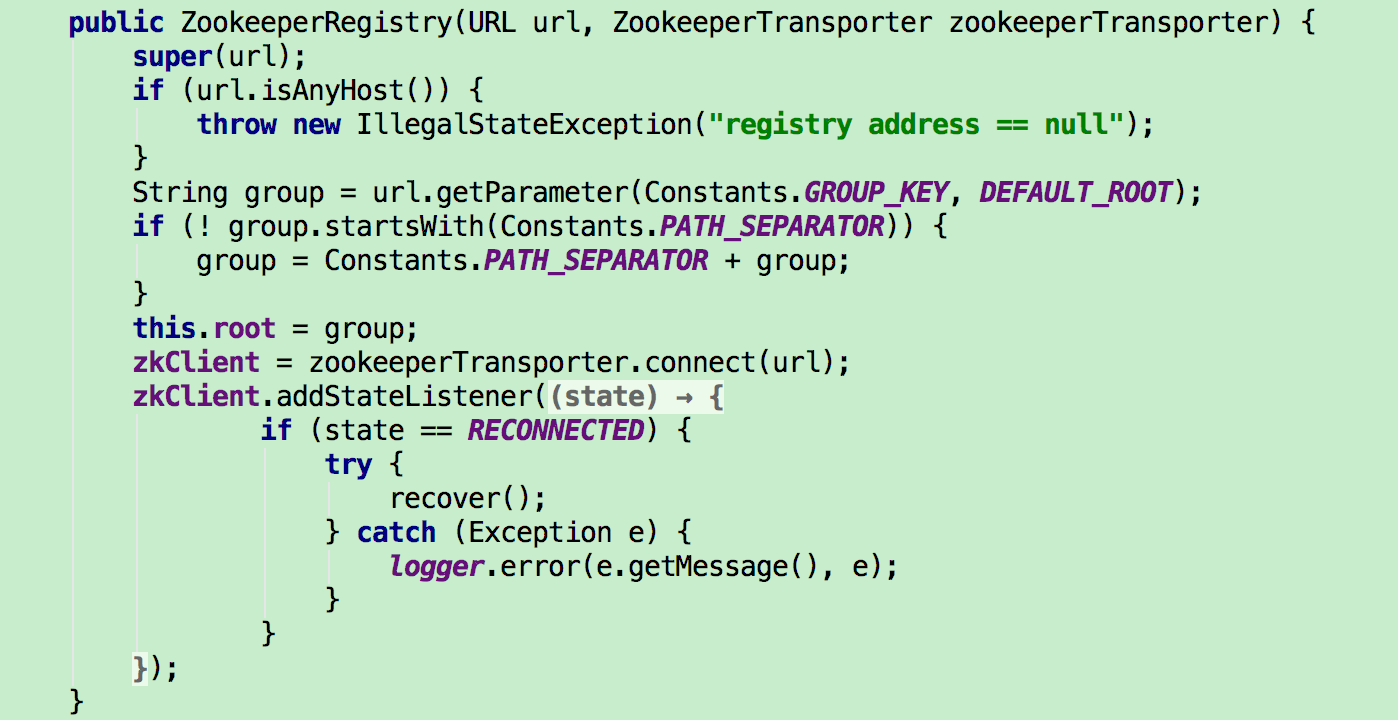 public ZookeeperRegistry(URL url, ZookeeperTransporter zookeeperTransporter) {
    super(url);
    if (url.isAnyHost()) {
        throw new IllegalStateException("registry address == null");
    }
    String group = url.getParameter(Constants.GROUP_KEY, DEFAULT_ROOT);
    if (! group.startsWith(Constants.PATH_SEPARATOR)) {
        group = Constants.PATH_SEPARATOR + group;
    }
    this.root = group;
    zkClient = zookeeperTransporter.connect(url);
    zkClient.addStateListener((state) → {
            if (state == RECONNECTED) {
                try {
                    recover();
                } catch (Exception e) {
                    logger.error(e.getMessage(), e);
                }
            }
    });
}